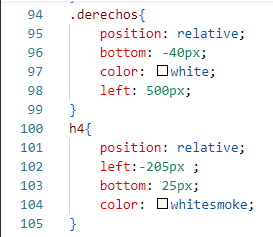 94 .derechos{
95 position: relative;
96 bottom: -40px;
97 color: white;
98 left: 500px;
99 }
100 h4{
101 position: relative;
102 left:-205px ;
103 bottom: 25px;
104 color: whitesmoke;
105 }